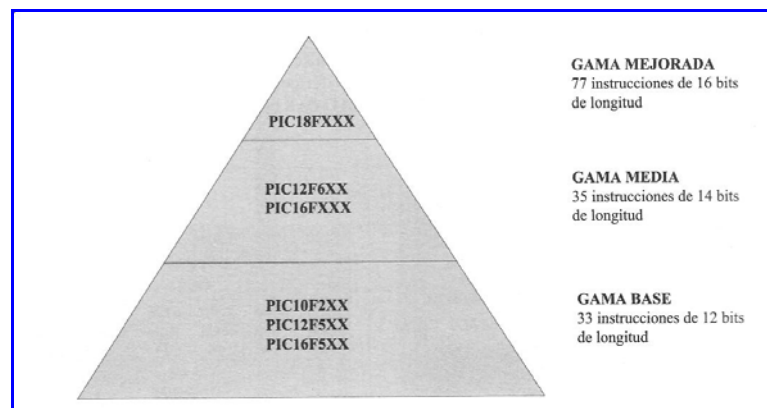 GAMA MEJORADA
77 instrucciones de 16 bits
de longitud
PIC18FXXX
GAMA MEDIA
35 instrucciones de 14 bits
de longitud
PIC12F6XX
PIC16FXXX
GAMA BASE
33 instrucciones de 12 bits
de longitud
PIC10F2XX
PIC12F5XX
PIC16F5XX